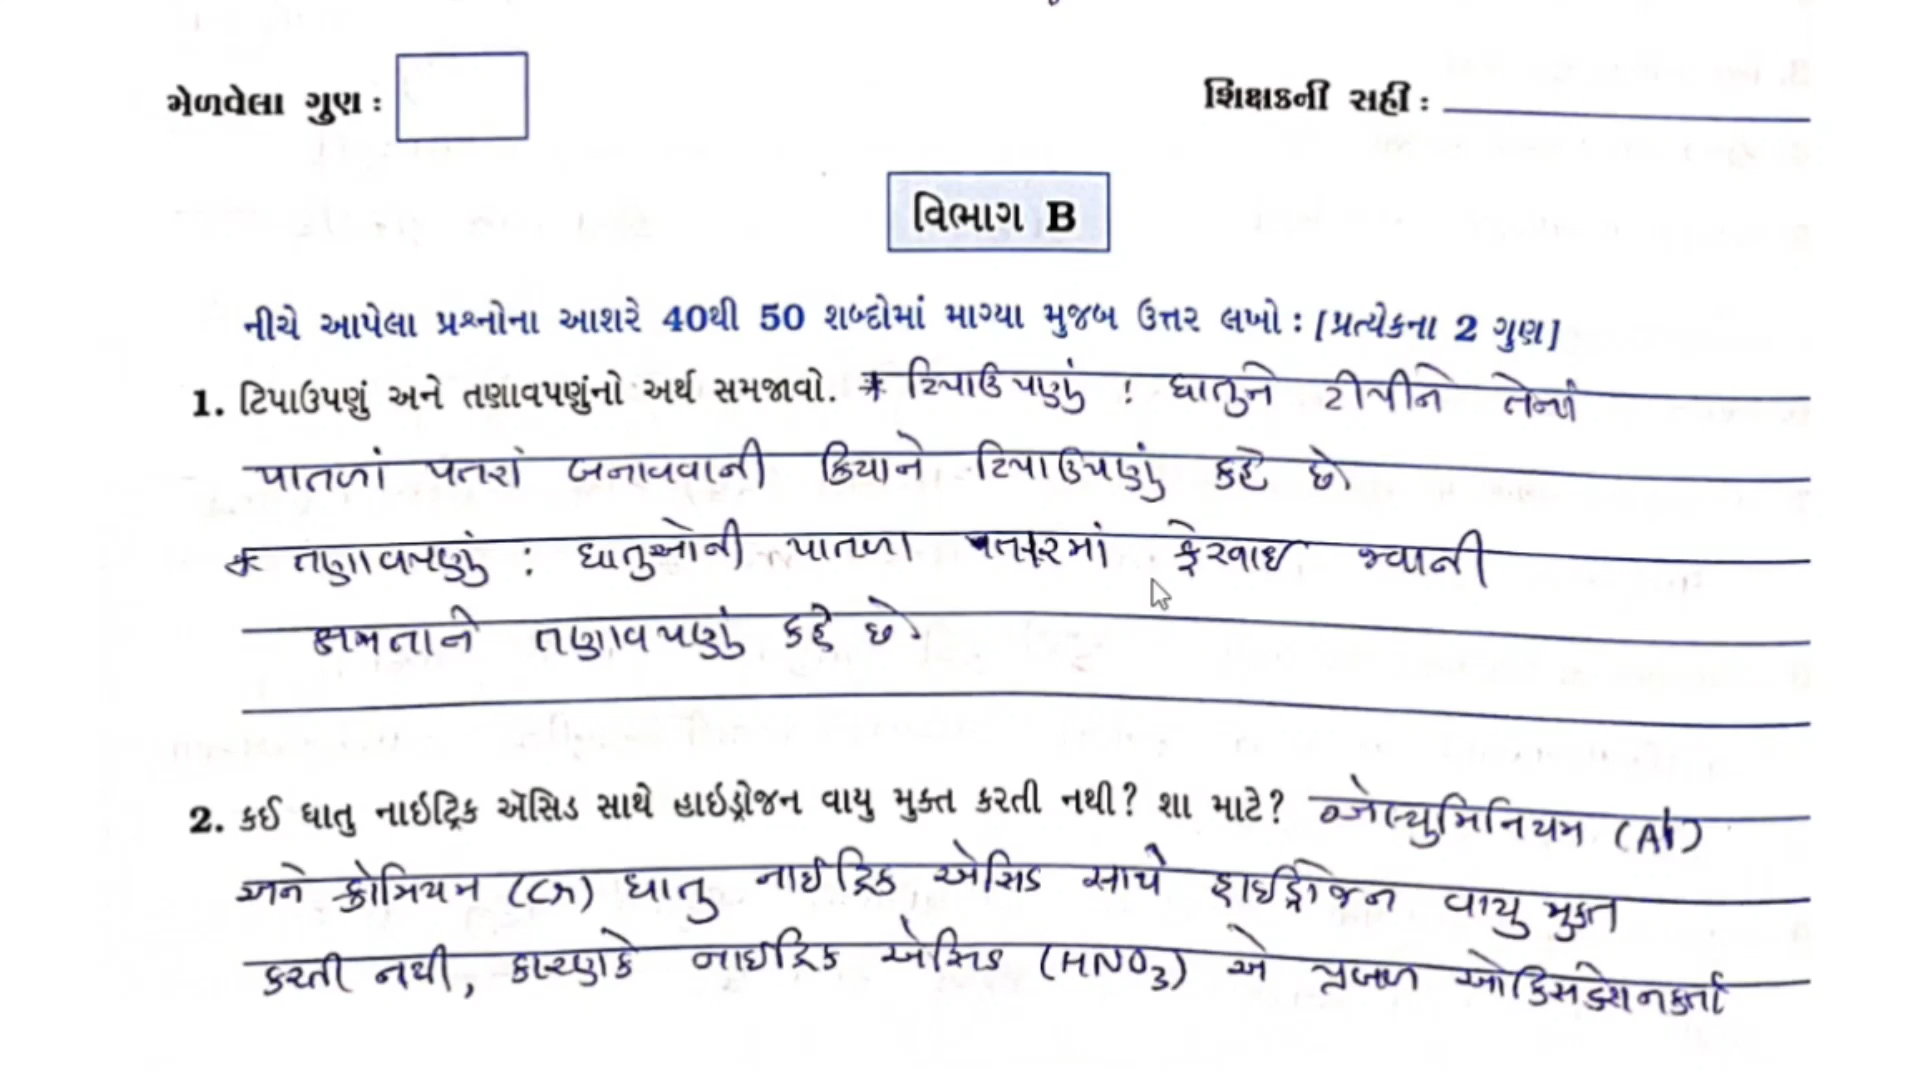 મેળવેલા ગુણ : શિક્ષકની સહી :
વિભાગ B
નીચે આપેલા પ્રશ્નોના આશરે 40થી 50 શબ્દોમાં માગ્યા મુજબ ઉત્તર લખો : [પ્રત્યેકના 2 ગુણ]
1. ટિપાઉપણું અને તણાવપણુંનો અર્થ સમજાવો. * ટિપાઉપણું : ધાતુને ટીપીને તેનાં
પાતળાં પતરાં બનાવવાની ક્રિયાને ટિપાઉપણું કહે છે.
* તણાવપણું : ધાતુઓની પાતળા તારમાં ફેરવાઈ જવાની
ક્ષમતાને તણાવપણું કહે છે.
2. કઈ ધાતુ નાઇટ્રિક ઍસિડ સાથે હાઇડ્રોજન વાયુ મુક્ત કરતી નથી? શા માટે? એલ્યુમિનિયમ (Al)
અને ક્રોમિયમ (Cr) ધાતુ નાઈટ્રિક એસિડ સાથે હાઈડ્રોજન વાયુ મુક્ત
કરતી નથી, કારણકે નાઈટ્રિક એસિડ (HNO3) એ પ્રબળ ઓક્સિડેશનકર્તા